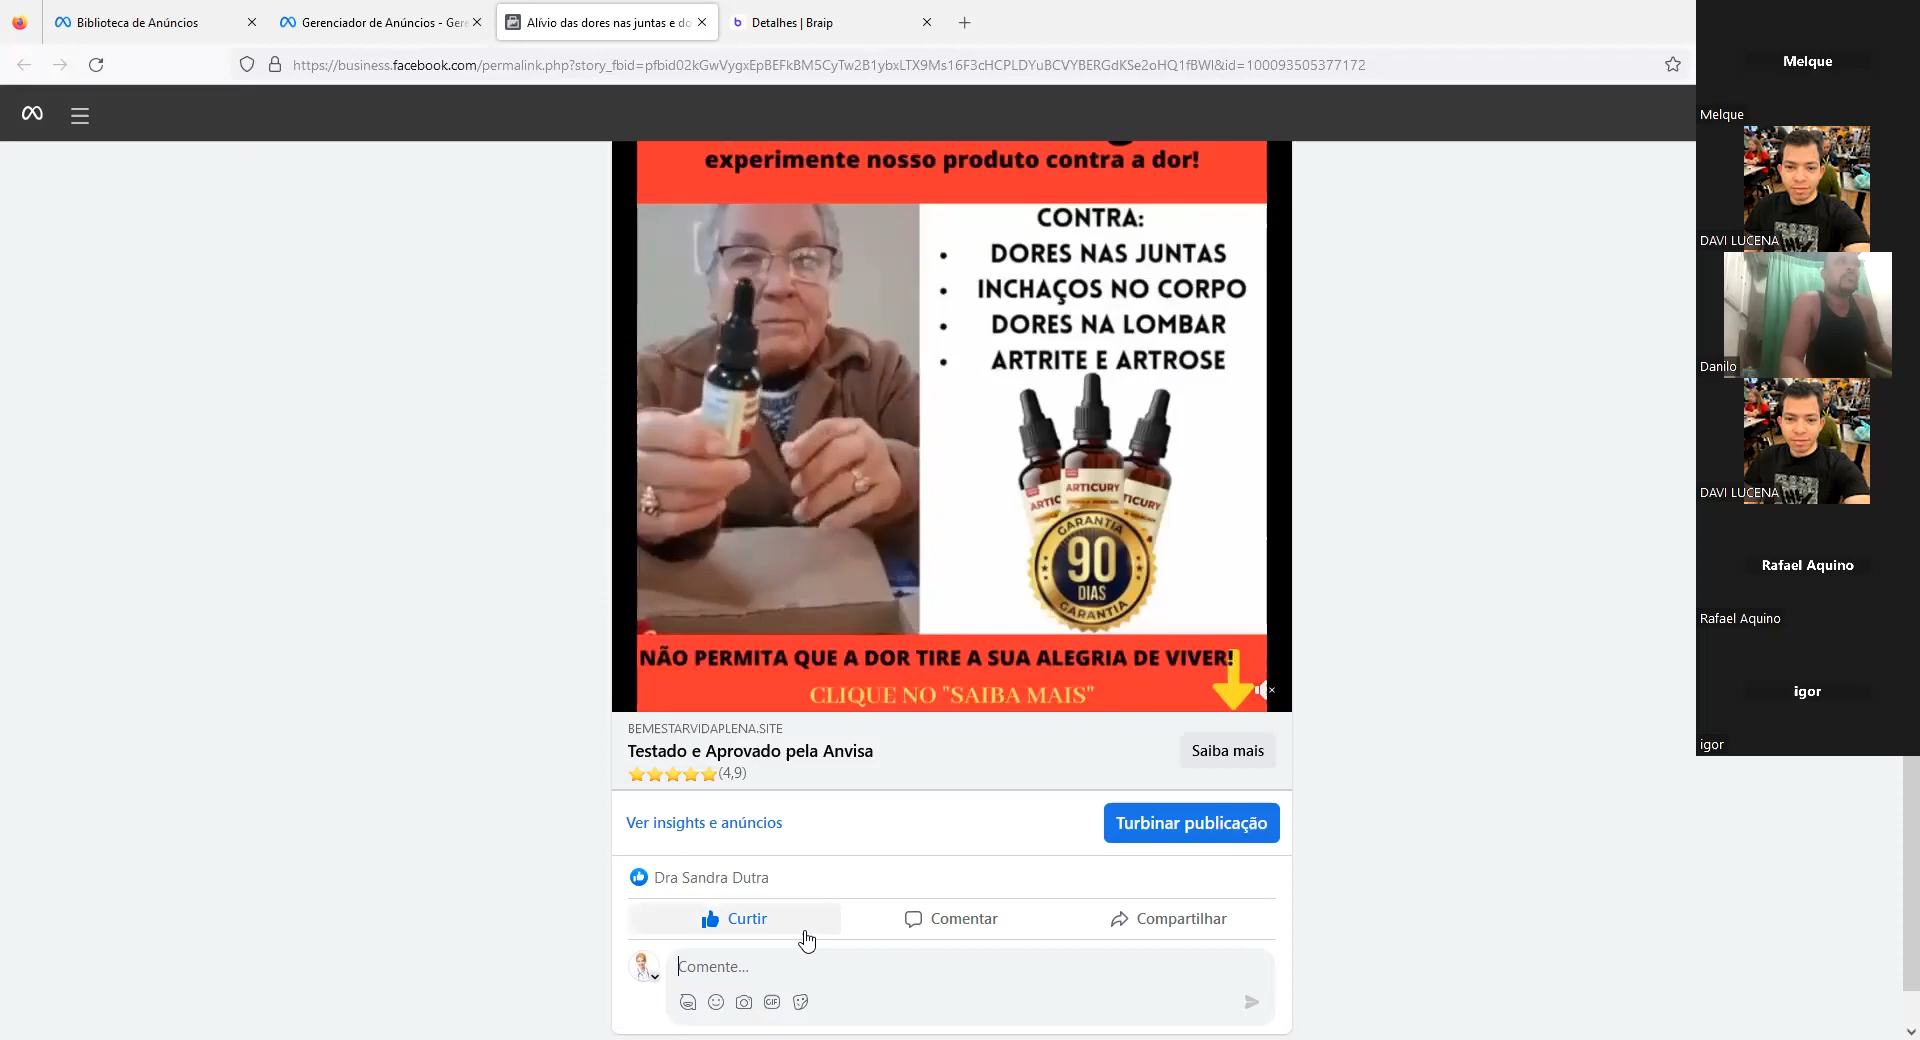 Biblioteca de Anúncios
Gerenciador de Anúncios - Gere
Alívio das dores nas juntas e do
Detalhes | Braip
https://business.facebook.com/permalink.php?story_fbid=pfbid02kGwVygxEpBEFkBM5CyTw2B1ybxLTX9Ms16F3cHCPLDYuBCVYBERGdKSe2oHQ1fBWl&id=100093505377172
experimente nosso produto contra a dor!
CONTRA:
• DORES NAS JUNTAS
• INCHAÇOS NO CORPO
• DORES NA LOMBAR
• ARTRITE E ARTROSE
ARTICURY
GARANTIA
90
DIAS
GARANTIA
NÃO PERMITA QUE A DOR TIRE A SUA ALEGRIA DE VIVER!
CLIQUE NO "SAIBA MAIS"
BEMESTARVIDAPLENA.SITE
Testado e Aprovado pela Anvisa
Saiba mais
(4,9)
Ver insights e anúncios
Turbinar publicação
Dra Sandra Dutra
Curtir
Comentar
Compartilhar
Comente...
GIF
Melque
Melque
DAVI LUCENA
Danilo
DAVI LUCENA
Rafael Aquino
Rafael Aquino
igor
igor